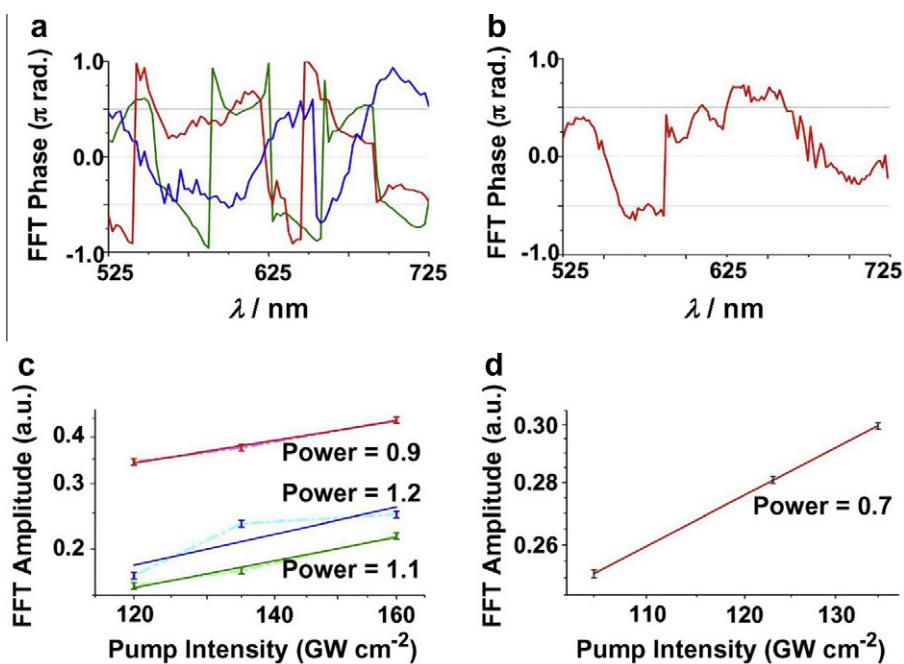 a
1.0
0.0
-1.0
FFT Phase (π rad.)
525 625 725
λ / nm
b
1.0
0.0
-1.0
FFT Phase (π rad.)
525 625 725
λ / nm
c
0.4
0.3
0.2
FFT Amplitude (a.u.)
Power = 0.9
Power = 1.2
Power = 1.1
120 140 160
Pump Intensity (GW cm⁻²)
d
0.30
0.28
0.26
FFT Amplitude (a.u.)
Power = 0.7
110 120 130
Pump Intensity (GW cm⁻²)